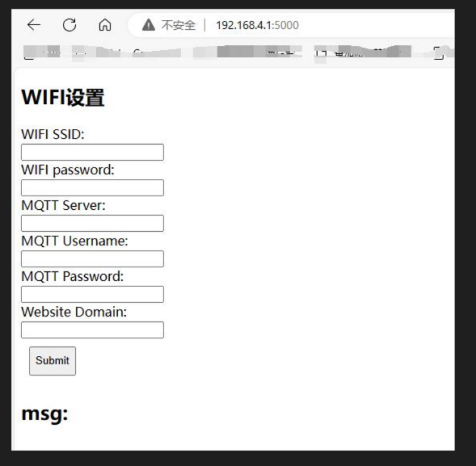 不安全 | 192.168.4.1:5000
WIFI设置
WIFI SSID:
WIFI password:
MQTT Server:
MQTT Username:
MQTT Password:
Website Domain:
Submit
msg: